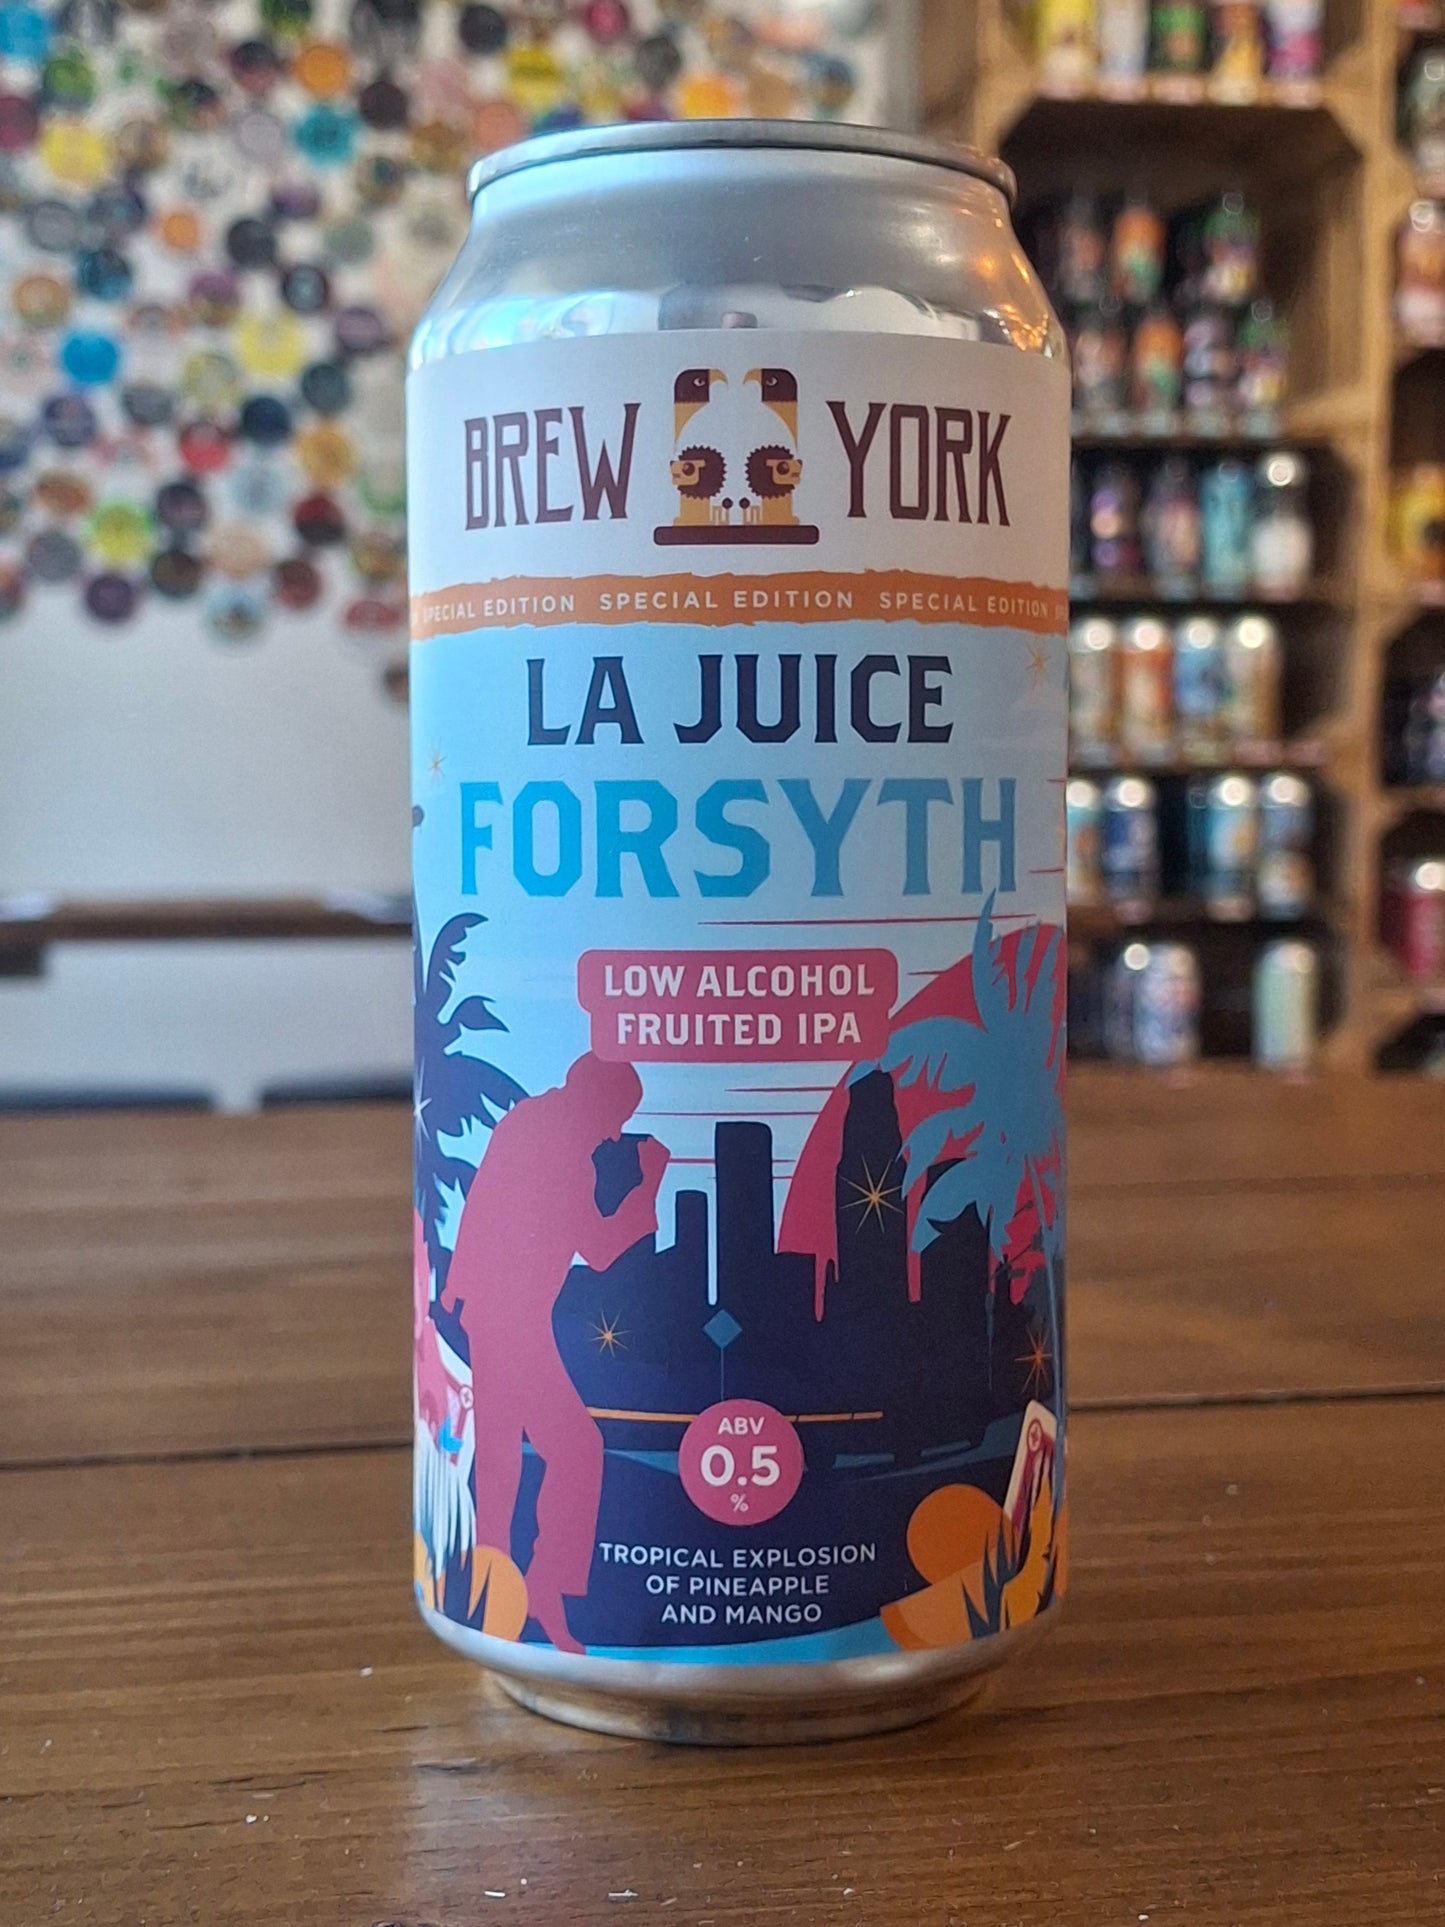 BREW YORK
SPECIAL EDITION SPECIAL EDITION SPECIAL EDITION
LA JUICE
FORSYTH
LOW ALCOHOL
FRUITED IPA
ABV
0.5
%
TROPICAL EXPLOSION
OF PINEAPPLE
AND MANGO